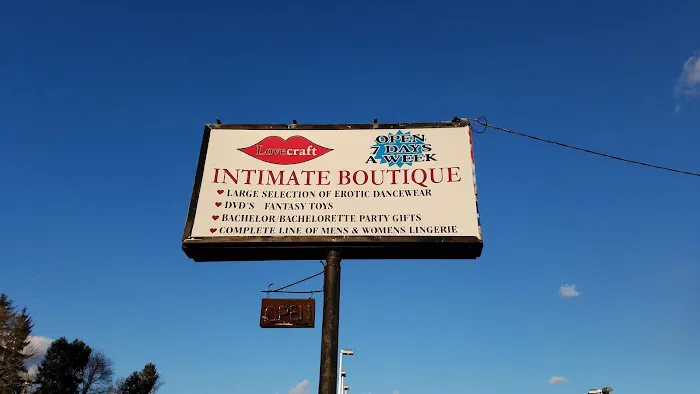 Lovecraft
OPEN
7 DAYS
A WEEK
INTIMATE BOUTIQUE
LARGE SELECTION OF EROTIC DANCEWEAR
DVD'S FANTASY TOYS
BACHELOR/BACHELORETTE PARTY GIFTS
COMPLETE LINE OF MENS & WOMENS LINGERIE
OPEN